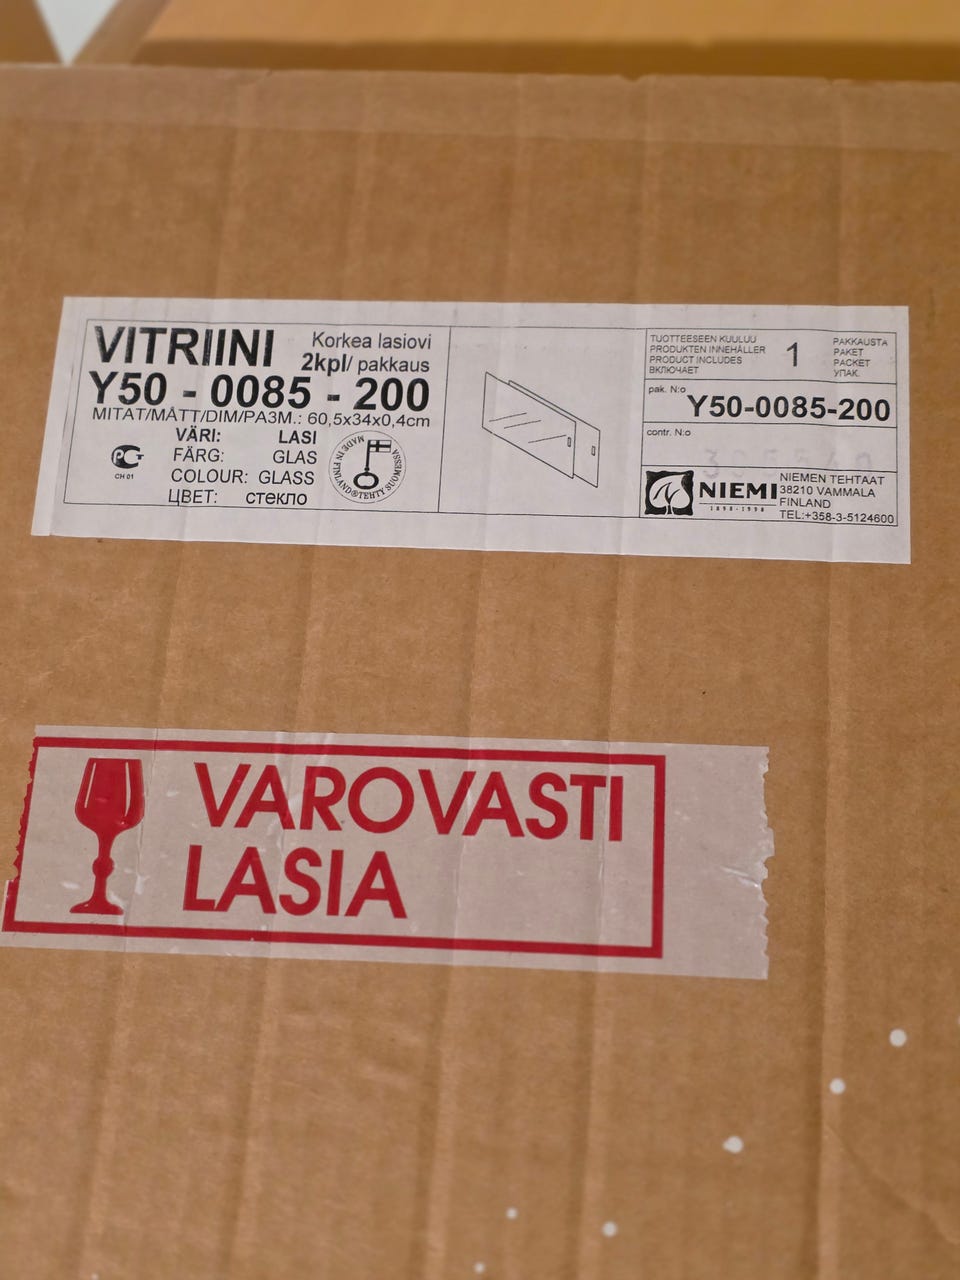 VITRIINI
Korkea lasiovi
2kpl/ pakkaus
Y50 - 0085 - 200
MITAT/MÅTT/DIM/РАЗМ.: 60,5x34x0,4cm
VÄRI: LASI
FÄRG: GLAS
COLOUR: GLASS
ЦВЕТ: стекло
CH 01
MADE IN FINLAND®TEHTY SUOMESSA
TUOTTEESEEN KUULUU
PRODUKTEN INNEHÅLLER
PRODUCT INCLUDES
ВКЛЮЧАЕТ
1
PAKKAUSTA
PAKET
PACKET
УПАК.
pak. N:o
Y50-0085-200
contr. N:o
NIEMI
1898-1998
NIEMEN TEHTAAT
38210 VAMMALA
FINLAND
TEL:+358-3-5124600
VAROVASTI
LASIA